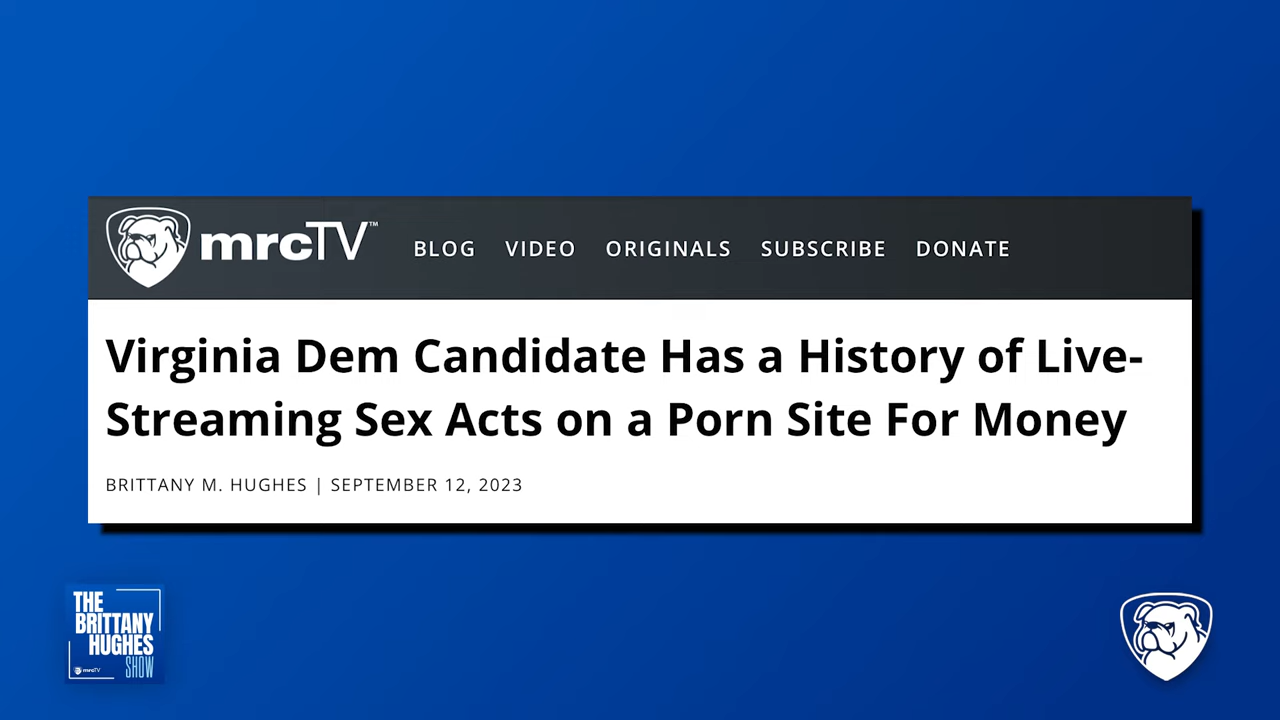 mrcTV™ BLOG VIDEO ORIGINALS SUBSCRIBE DONATE
Virginia Dem Candidate Has a History of Live-
Streaming Sex Acts on a Porn Site For Money
BRITTANY M. HUGHES | SEPTEMBER 12, 2023
THE
BRITTANY
HUGHES
SHOW
mrcTV